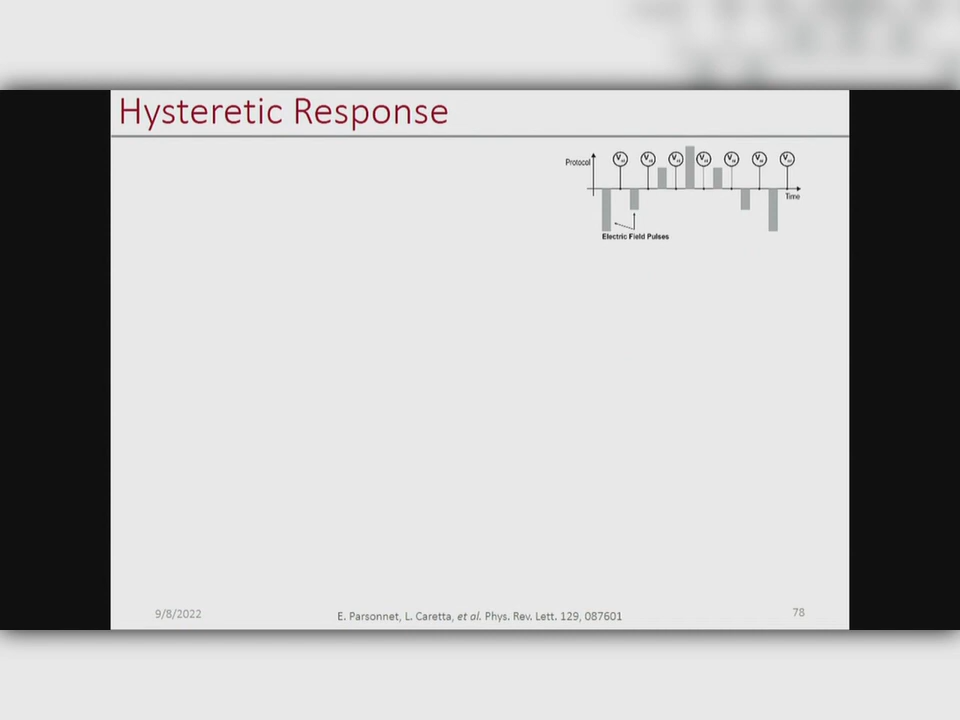 Hysteretic Response
Protocol
Time
Electric Field Pulses
9/8/2022
E. Parsonnet, L. Caretta, et al. Phys. Rev. Lett. 129, 087601
78